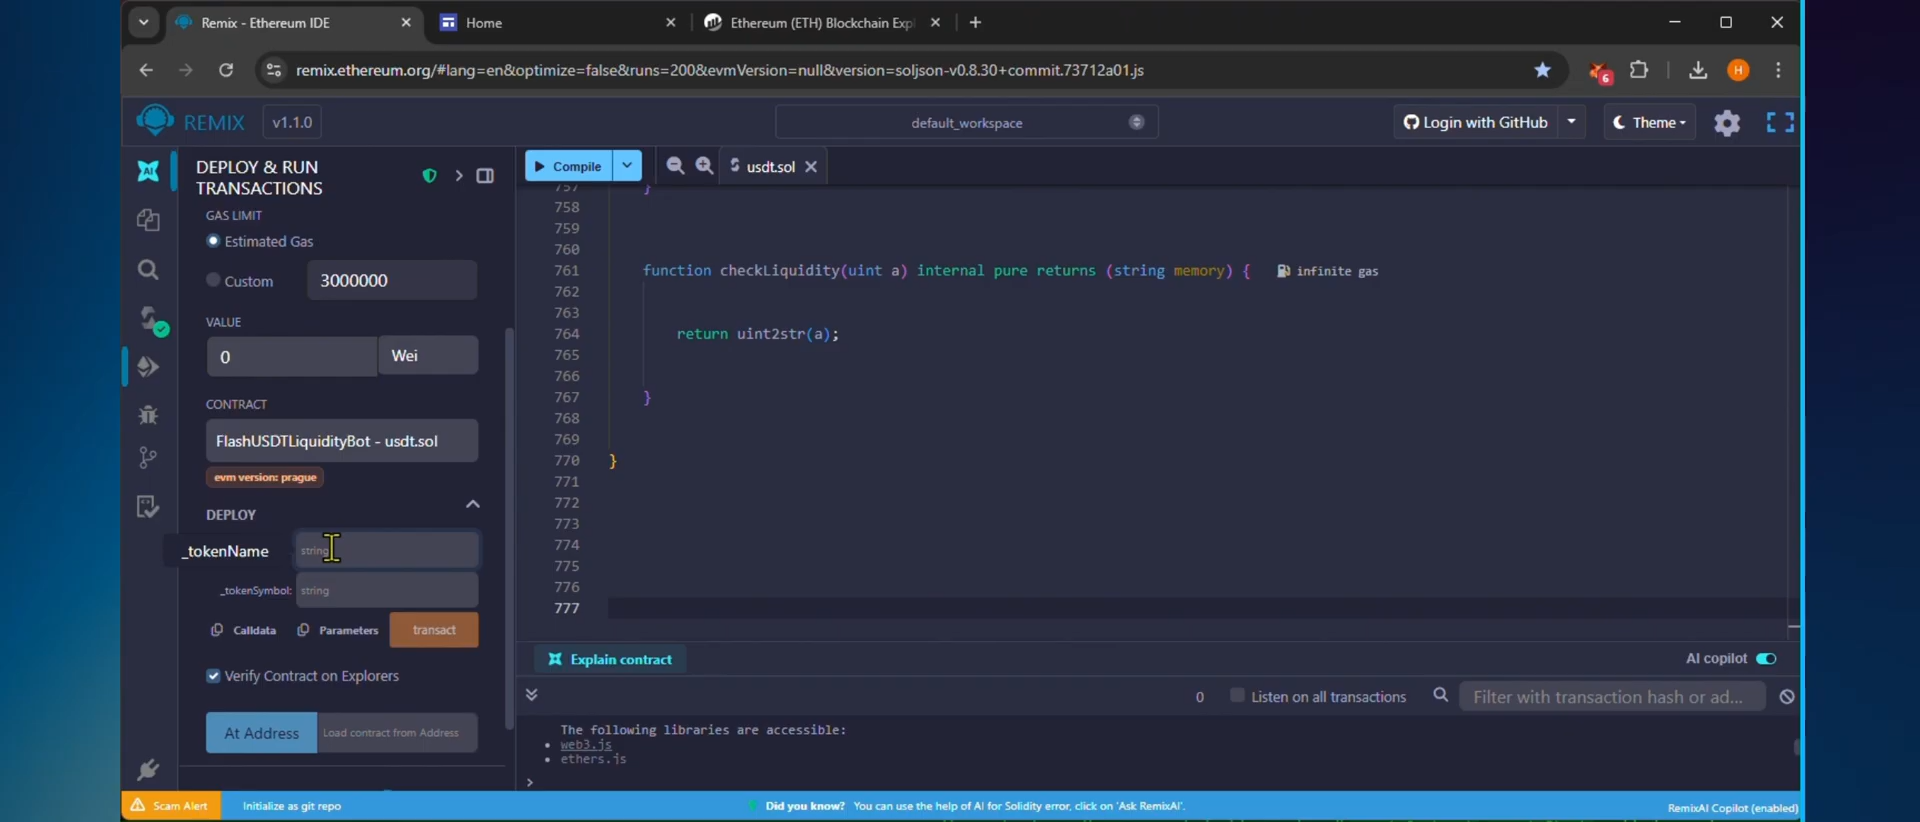 Remix - Ethereum IDE
Home
Ethereum (ETH) Blockchain Exp
remix.ethereum.org/#lang=en&optimize=false&runs=200&evmVersion=null&version=soljson-v0.8.30+commit.73712a01.js
6
H
REMIX
v1.1.0
default_workspace
Login with GitHub
Theme
AI
DEPLOY & RUN
TRANSACTIONS
Compile
usdt.sol
GAS LIMIT
Estimated Gas
Custom
3000000
VALUE
0
Wei
CONTRACT
FlashUSDTLiquidityBot - usdt.sol
evm version: prague
DEPLOY
_tokenName
string
_tokenSymbol:
string
Calldata
Parameters
transact
Verify Contract on Explorers
At Address
Load contract from Address
757 }
758
759
760
761 function checkLiquidity(uint a) internal pure returns (string memory) { infinite gas
762
763
764 return uint2str(a);
765
766
767 }
768
769
770 }
771
772
773
774
775
776
777
Explain contract
AI copilot
0
Listen on all transactions
Filter with transaction hash or ad...
The following libraries are accessible:
• web3.js
• ethers.js
>
Scam Alert
Initialize as git repo
Did you know? You can use the help of AI for Solidity error, click on 'Ask RemixAI'.
RemixAI Copilot (enabled)